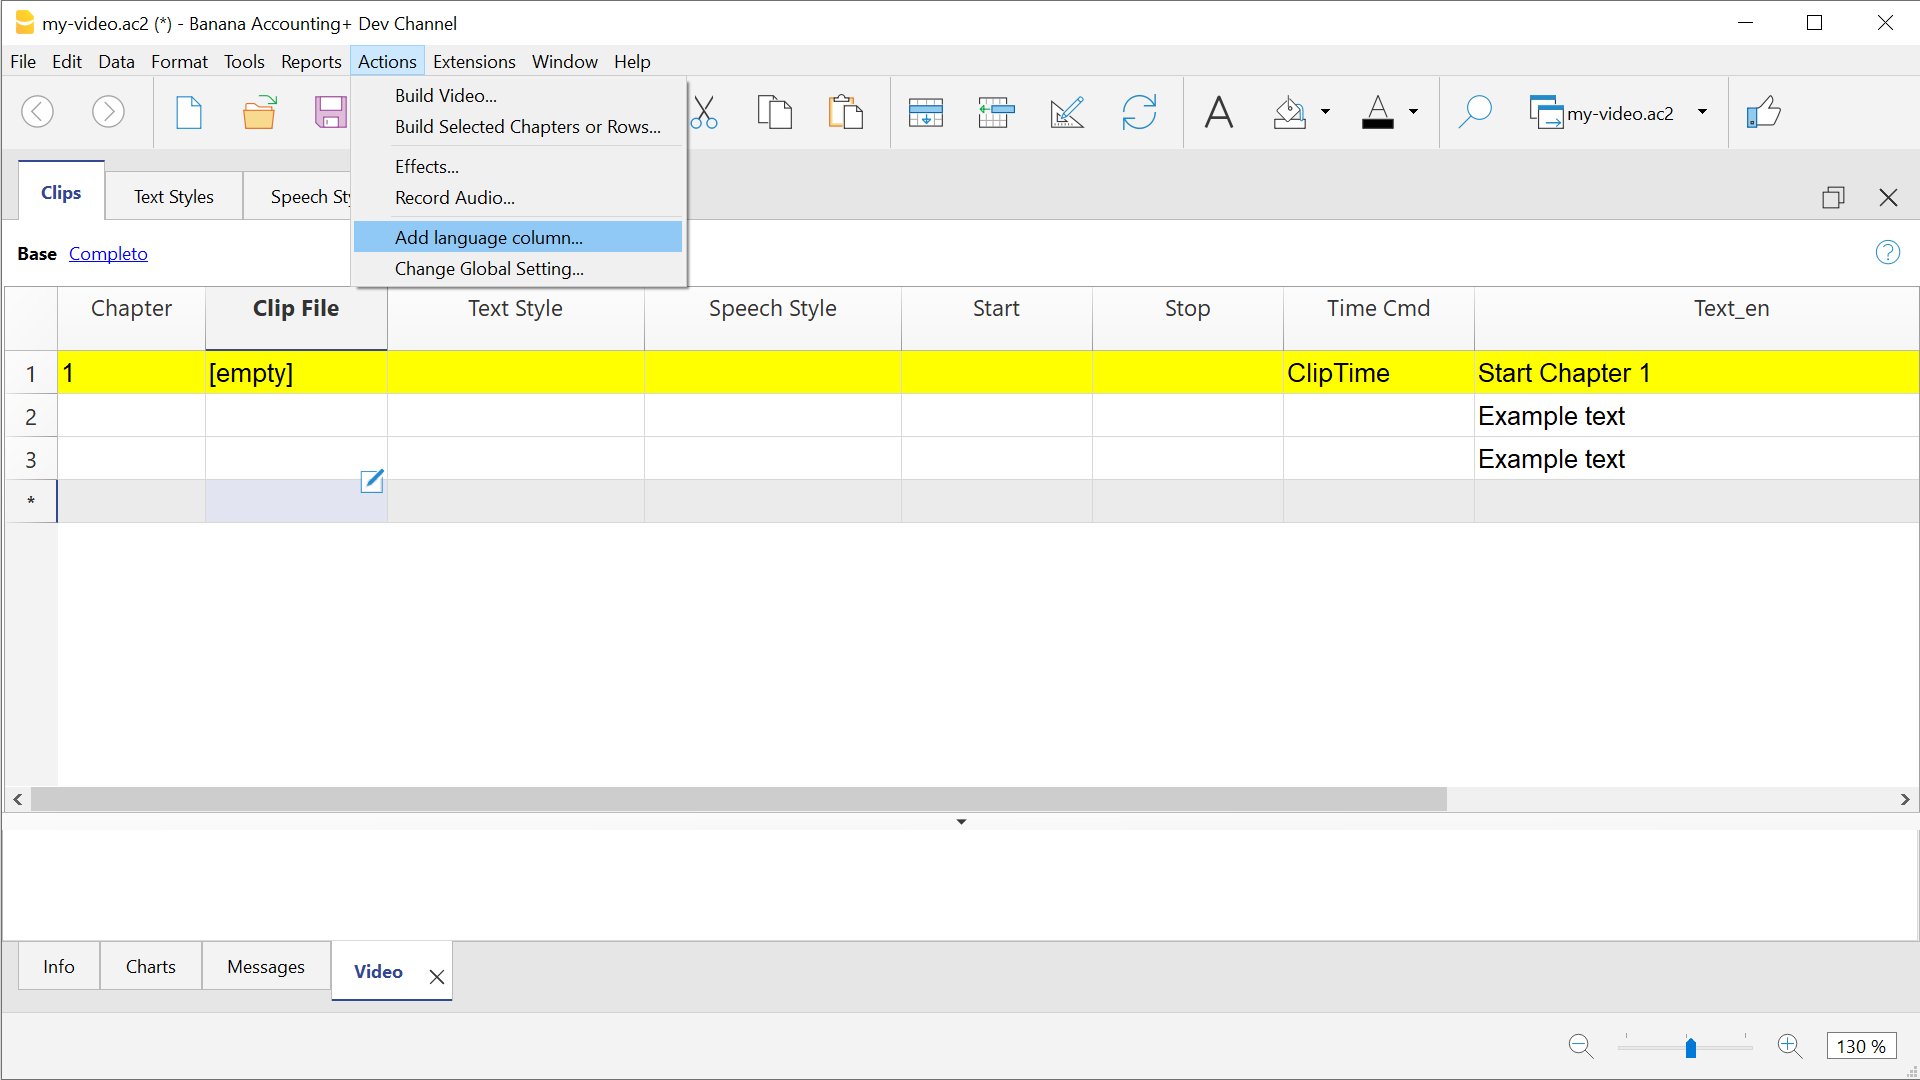 my-video.ac2 (*) - Banana Accounting+ Dev Channel
File Edit Data Format Tools Reports Actions Extensions Window Help
Build Video...
Build Selected Chapters or Rows...
Effects...
Record Audio...
Add language column...
Change Global Setting...
my-video.ac2
Clips Text Styles Speech Sty
Base Completo
Chapter Clip File Text Style Speech Style Start Stop Time Cmd Text_en
1 1 [empty] ClipTime Start Chapter 1
2 Example text
3 Example text
*
Info Charts Messages Video
130 %